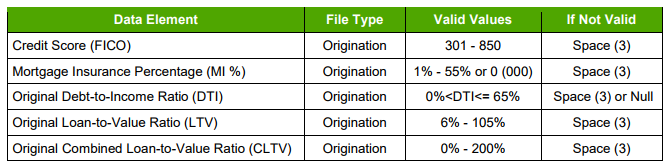 Data Element File Type Valid Values If Not Valid
Credit Score (FICO) Origination 301 - 850 Space (3)
Mortgage Insurance Percentage (MI %) Origination 1% - 55% or 0 (000) Space (3)
Original Debt-to-Income Ratio (DTI) Origination 0%<DTI<= 65% Space (3) or Null
Original Loan-to-Value Ratio (LTV) Origination 6% - 105% Space (3)
Original Combined Loan-to-Value Ratio (CLTV) Origination 0% - 200% Space (3)